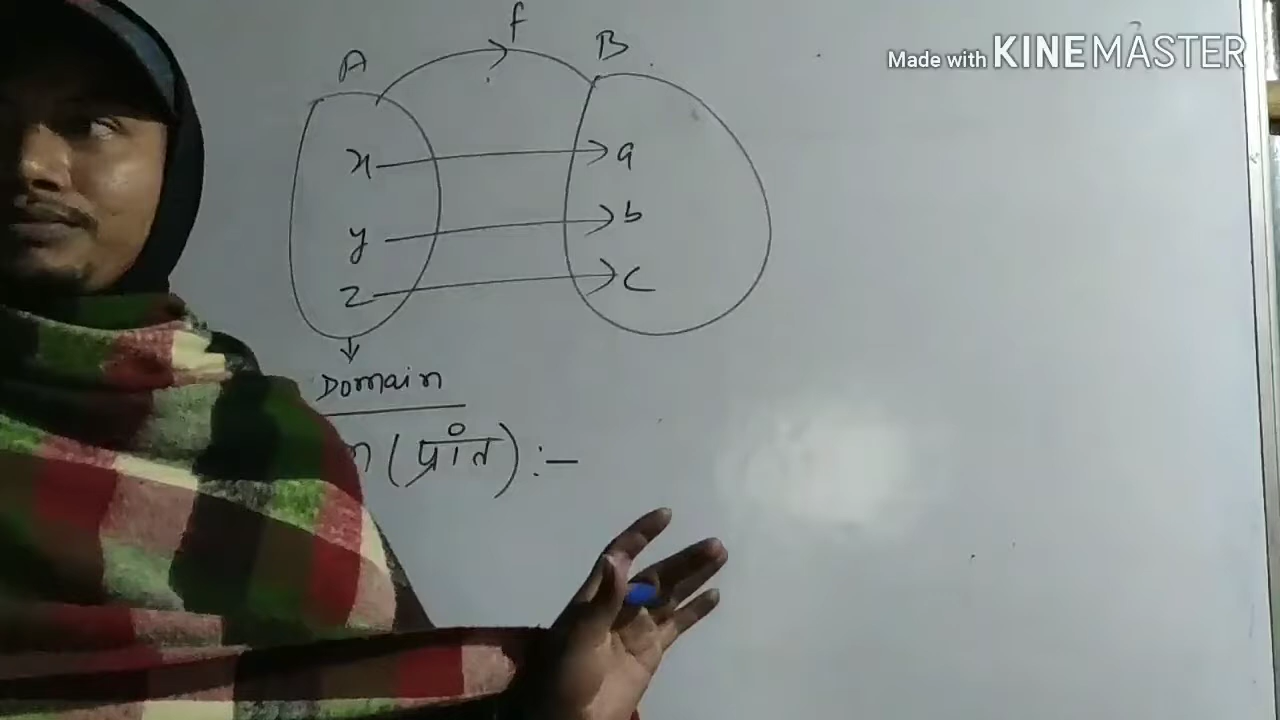 Made with KINEMASTER
f
A B
x a
y b
z c
Domain
n (प्रांत) :-